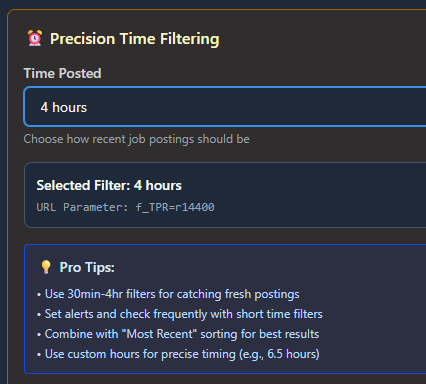 ⏰ Precision Time Filtering
Time Posted
4 hours
Choose how recent job postings should be
Selected Filter: 4 hours
URL Parameter: f_TPR=r14400
💡 Pro Tips:
• Use 30min-4hr filters for catching fresh postings
• Set alerts and check frequently with short time filters
• Combine with "Most Recent" sorting for best results
• Use custom hours for precise timing (e.g., 6.5 hours)